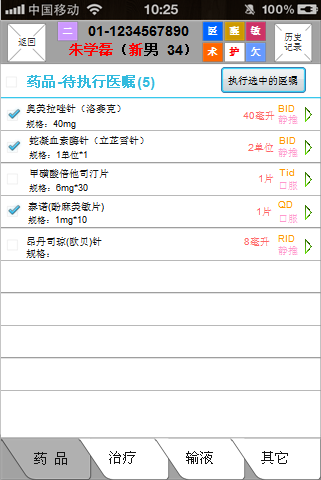 中国移动 10:25 100%
返回 二 01-1234567890 医 敏 历史
朱学磊（新男 34） 术 护 欠 记录
药品-待执行医嘱(5) 执行选中的医嘱
奥美拉唑针（洛赛克） 40毫升 BID
规格：40mg 静推
蛇凝血素酶针（立芷雪针） 2单位 BID
规格：1单位*1 静推
甲磺酸倍他司汀片 1片 Tid
规格：6mg*30 口服
泰诺(酚麻美敏片) 1片 QD
规格：1mg*10 口服
昂丹司琼(欧贝)针 8毫升 RID
规格： 静推
药 品 治疗 输液 其它